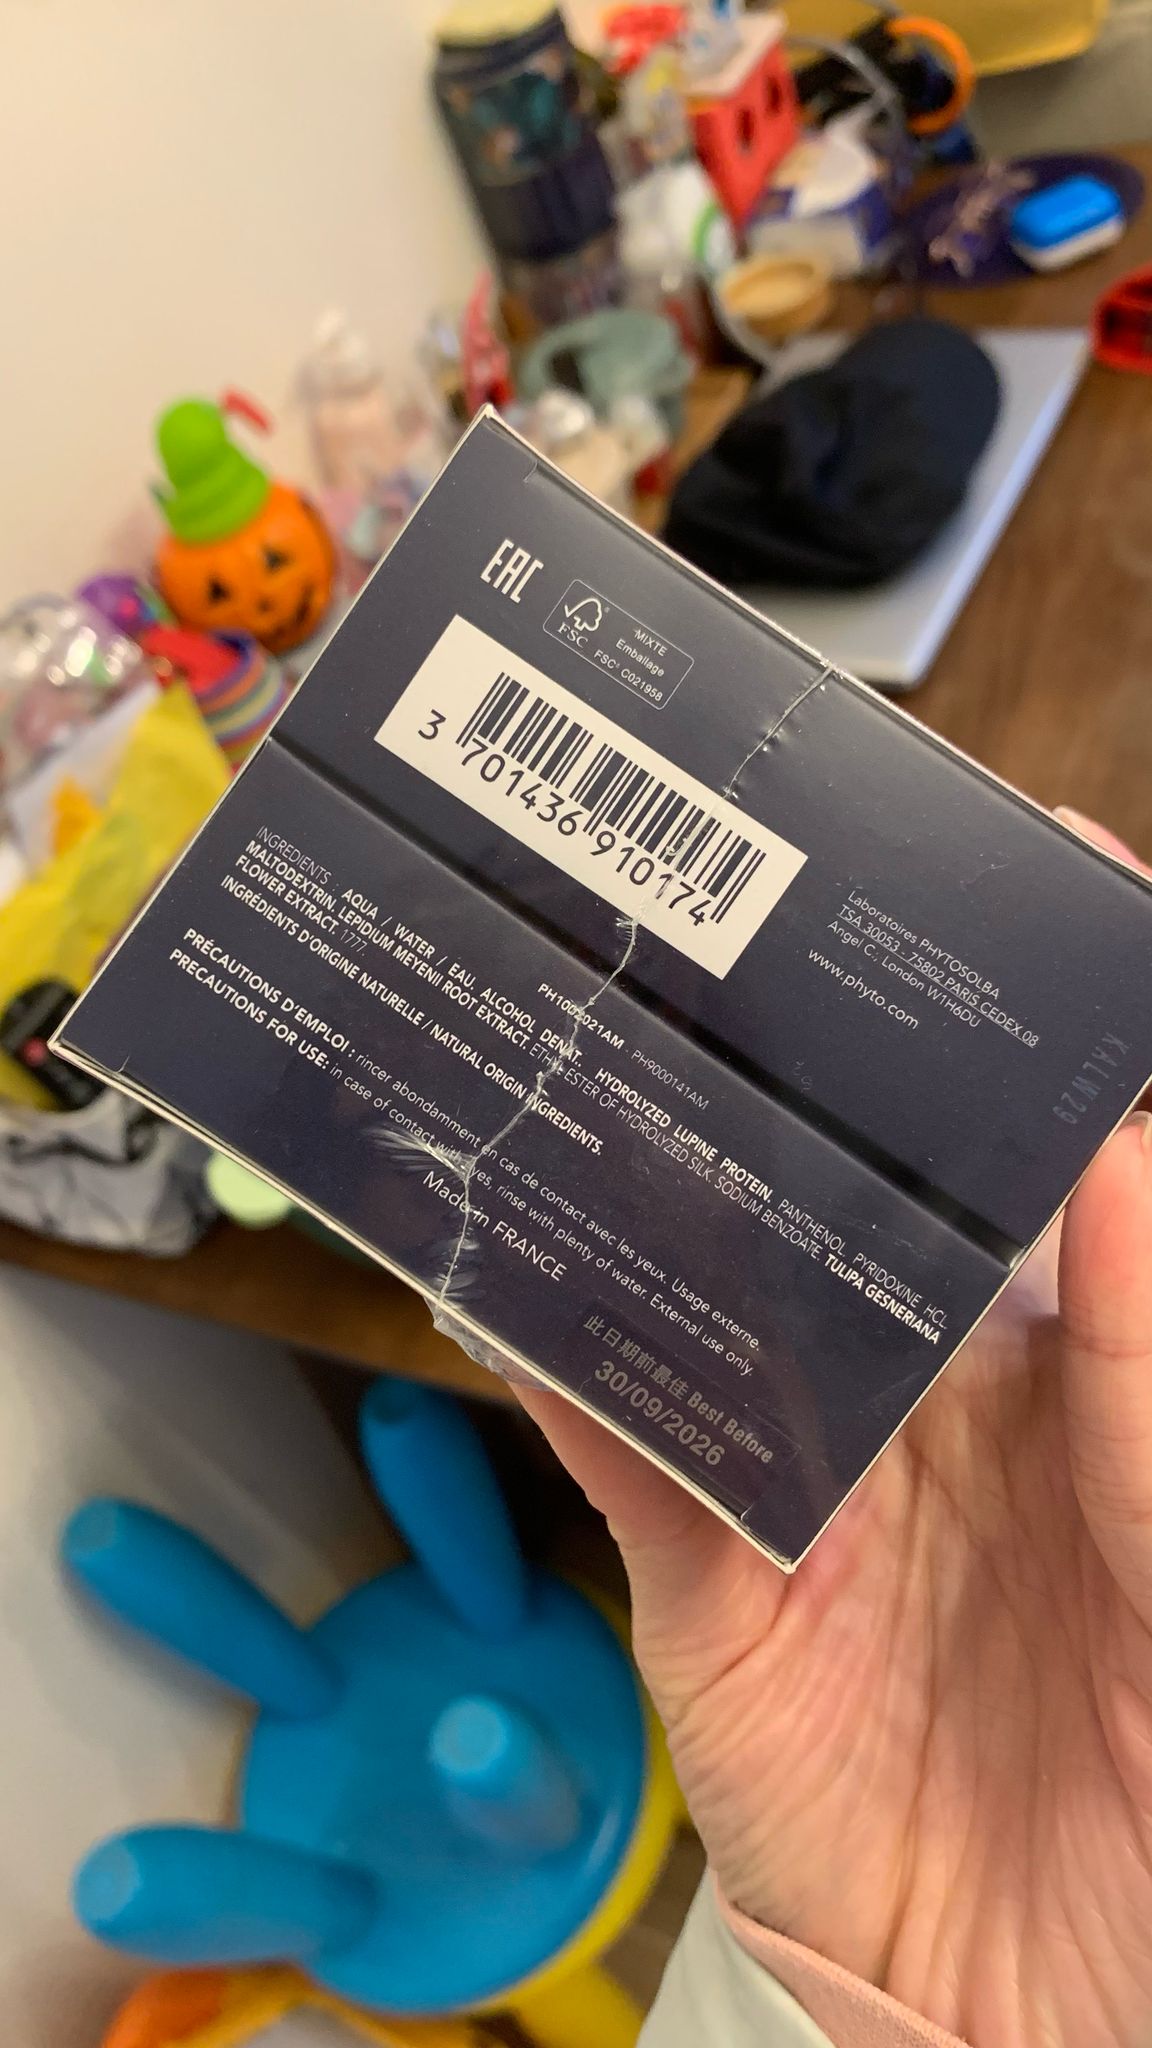 EAC
FSC
MIXTE
Emballage
FSC® C021958
3 701436 910174
Laboratoires PHYTOSOLBA
TSA 30053 - 75802 PARIS CEDEX 08
Angel C., London W1H6DU
www.phyto.com
KALW29
PH9000141AM
INGREDIENTS AQUA / WATER / EAU, ALCOHOL DENAT. HYDROLYZED LUPINE PROTEIN. PANTHENOL. PYRIDOXINE HCL.
MALTODEXTRIN. LEPIDIUM MEYENII ROOT EXTRACT. ETHYL ESTER OF HYDROLYZED SILK. SODIUM BENZOATE. TULIPA GESNERIANA
FLOWER EXTRACT. 1777.
INGRÉDIENTS D'ORIGINE NATURELLE / NATURAL ORIGIN INGREDIENTS.
PRÉCAUTIONS D'EMPLOI : rincer abondamment en cas de contact avec les yeux. Usage externe.
PRECAUTIONS FOR USE: in case of contact with eyes, rinse with plenty of water. External use only.
Made in FRANCE
此日期前最佳 Best Before
30/09/2026